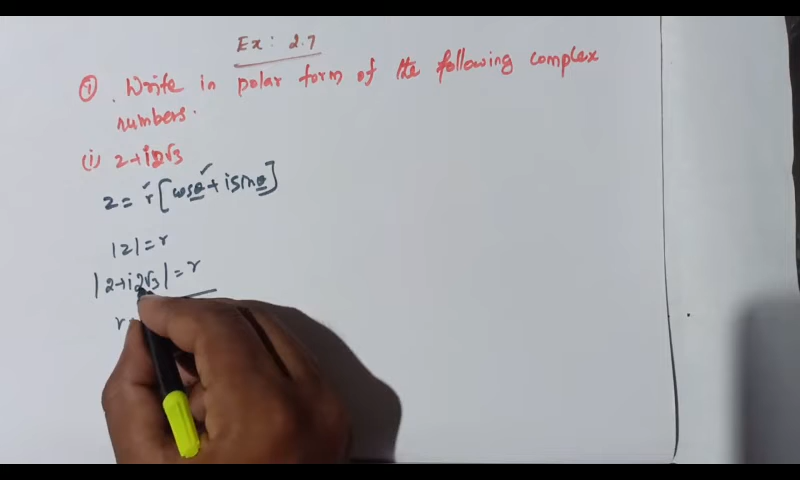 Ex: 2.7
① . Write in polar form of the following complex
numbers.
(i) 2+i2√3
z = r [cosθ + i sinθ]
|z| = r
|2+i2√3| = r
r =